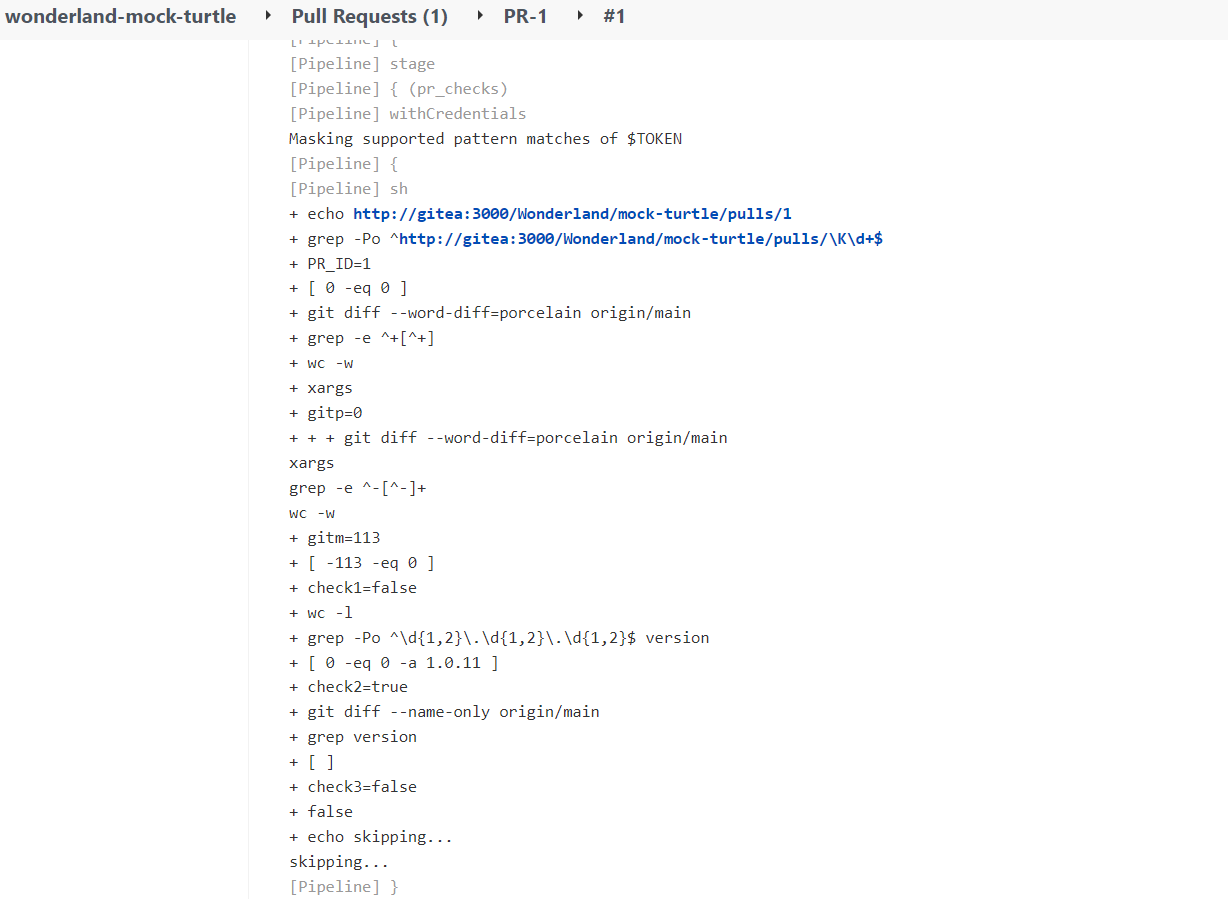 wonderland-mock-turtle Pull Requests (1) PR-1 #1
[Pipeline] {
[Pipeline] stage
[Pipeline] { (pr_checks)
[Pipeline] withCredentials
Masking supported pattern matches of $TOKEN
[Pipeline] {
[Pipeline] sh
+ echo http://gitea:3000/Wonderland/mock-turtle/pulls/1
+ grep -Po ^http://gitea:3000/Wonderland/mock-turtle/pulls/\K\d+$
+ PR_ID=1
+ [ 0 -eq 0 ]
+ git diff --word-diff=porcelain origin/main
+ grep -e ^+[^+]
+ wc -w
+ xargs
+ gitp=0
+ + + git diff --word-diff=porcelain origin/main
xargs
grep -e ^-[^-]+
wc -w
+ gitm=113
+ [ -113 -eq 0 ]
+ check1=false
+ wc -l
+ grep -Po ^\d{1,2}\.\d{1,2}\.\d{1,2}$ version
+ [ 0 -eq 0 -a 1.0.11 ]
+ check2=true
+ git diff --name-only origin/main
+ grep version
+ [ ]
+ check3=false
+ false
+ echo skipping...
skipping...
[Pipeline] }